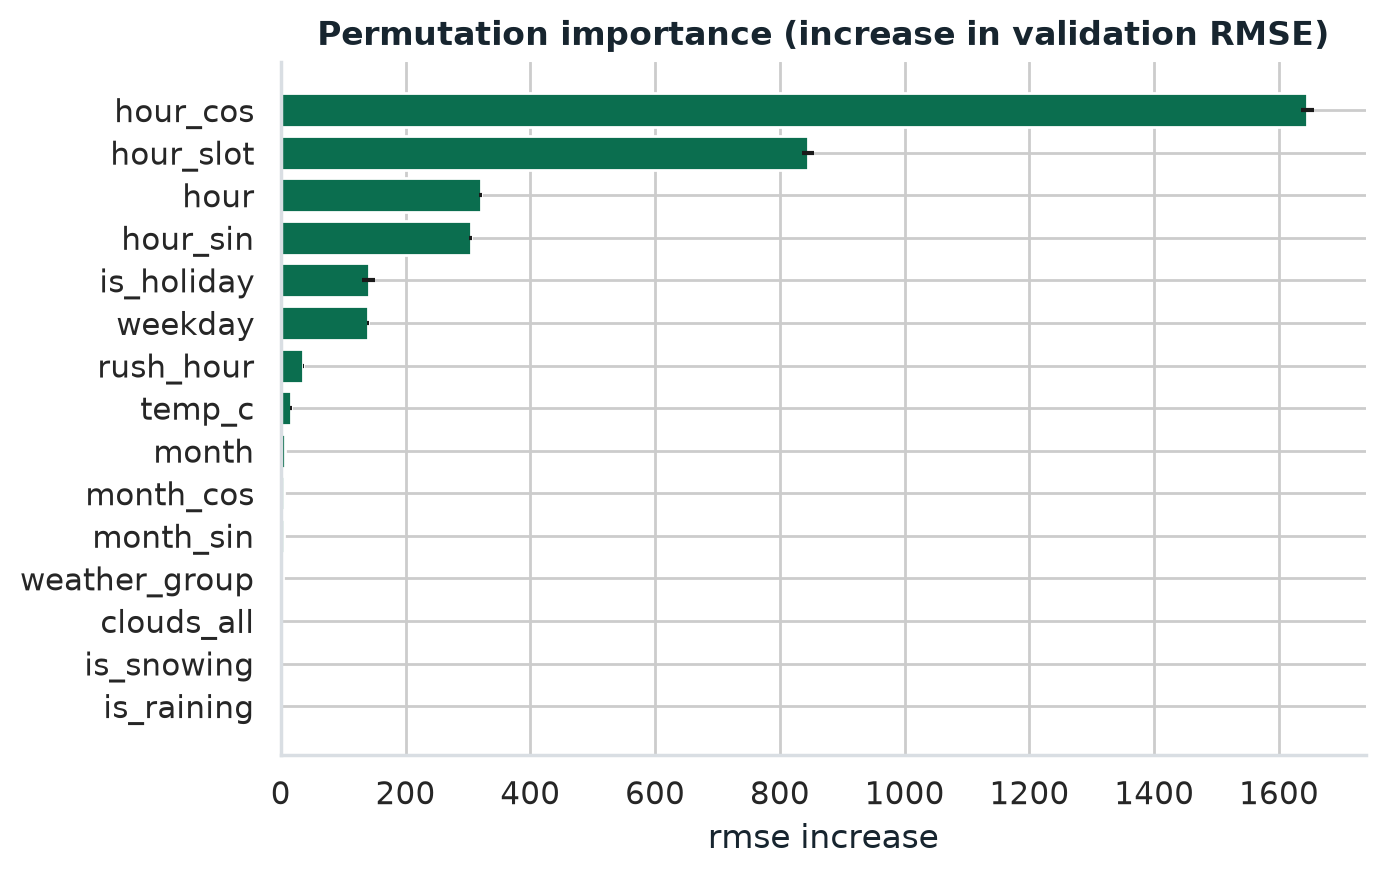 Permutation importance (increase in validation RMSE)
hour_cos
hour_slot
hour
hour_sin
is_holiday
weekday
rush_hour
temp_c
month
month_cos
month_sin
weather_group
clouds_all
is_snowing
is_raining
0 200 400 600 800 1000 1200 1400 1600
rmse increase